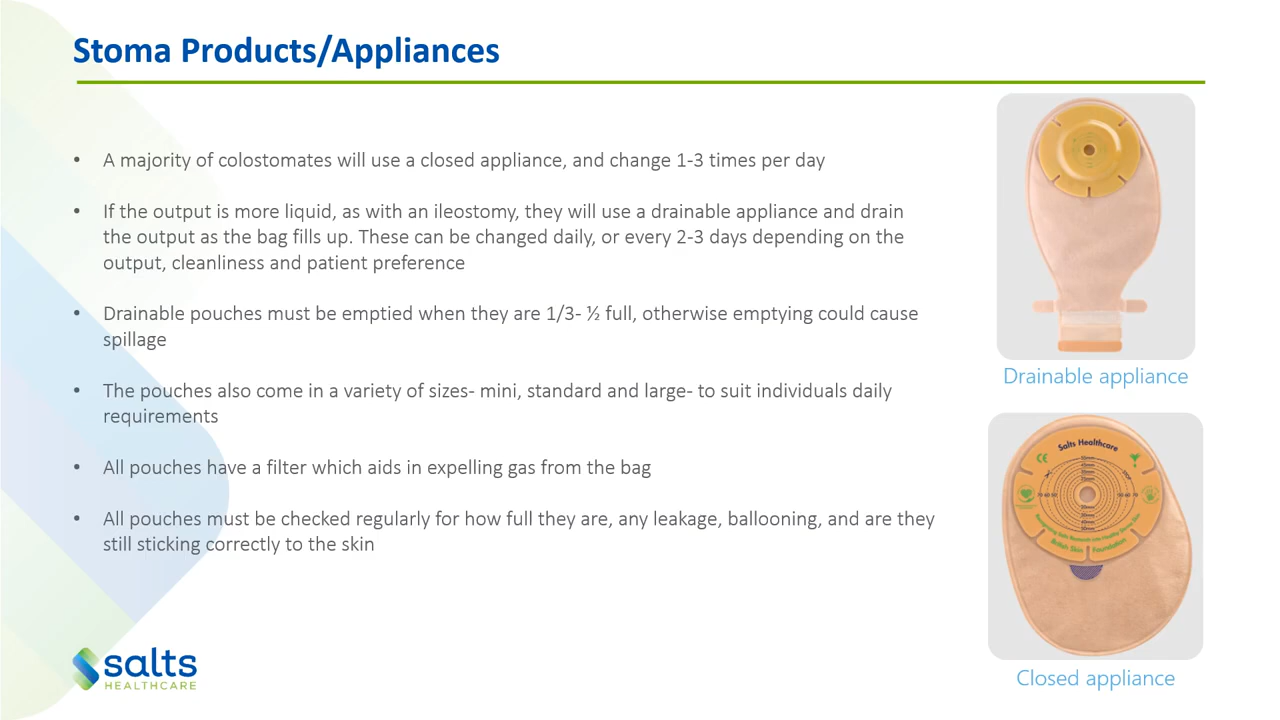 Stoma Products/Appliances
• A majority of colostomates will use a closed appliance, and change 1-3 times per day
• If the output is more liquid, as with an ileostomy, they will use a drainable appliance and drain
the output as the bag fills up. These can be changed daily, or every 2-3 days depending on the
output, cleanliness and patient preference
• Drainable pouches must be emptied when they are 1/3- ½ full, otherwise emptying could cause
spillage
• The pouches also come in a variety of sizes- mini, standard and large- to suit individuals daily
requirements
• All pouches have a filter which aids in expelling gas from the bag
• All pouches must be checked regularly for how full they are, any leakage, ballooning, and are they
still sticking correctly to the skin
Drainable appliance
Salts Healthcare
CE
British Skin Foundation
Closed appliance
salts
HEALTHCARE